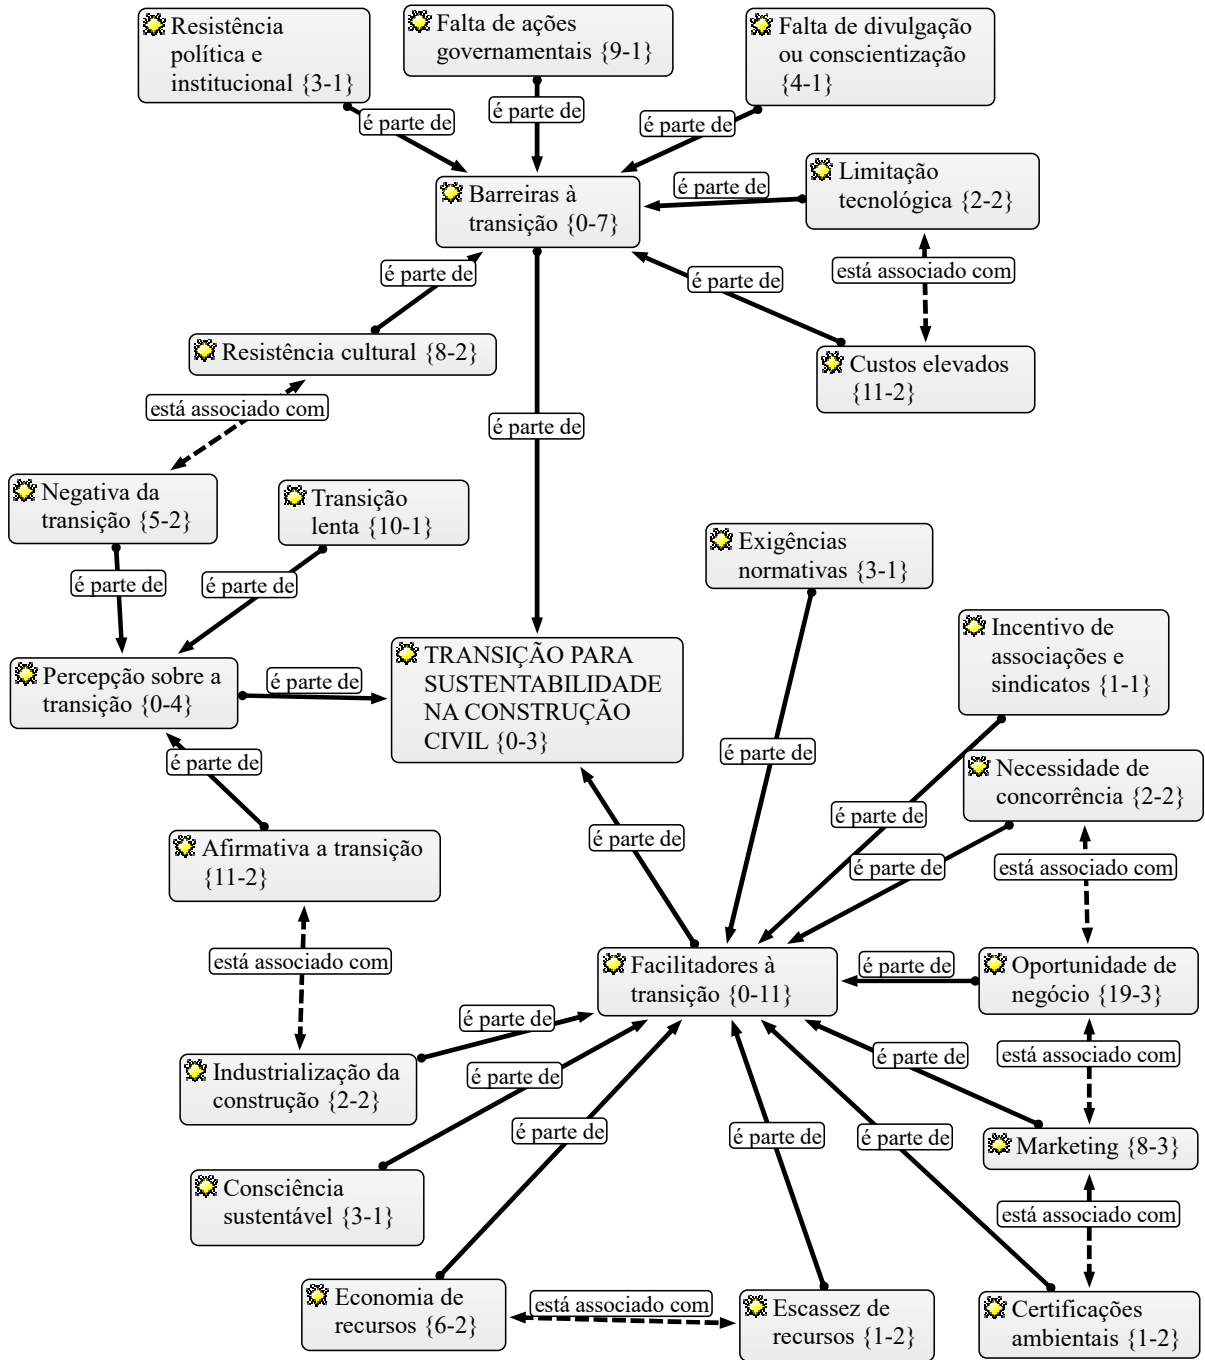 Resistência
política e
institucional {3-1}
Falta de ações
governamentais {9-1}
Falta de divulgação
ou conscientização
{4-1}
é parte de
é parte de
é parte de
Barreiras à
transição {0-7}
é parte de
Limitação
tecnológica {2-2}
é parte de
é parte de
está associado com
Resistência cultural {8-2}
Custos elevados
{11-2}
está associado com
é parte de
Negativa da
transição {5-2}
Transição
lenta {10-1}
é parte de
é parte de
Exigências
normativas {3-1}
Incentivo de
associações e
sindicatos {1-1}
Percepção sobre a
transição {0-4}
é parte de
TRANSIÇÃO PARA
SUSTENTABILIDADE
NA CONSTRUÇÃO
CIVIL {0-3}
é parte de
é parte de
Necessidade de
concorrência {2-2}
é parte de
é parte de
é parte de
está associado com
Afirmativa a transição
{11-2}
está associado com
Facilitadores à
transição {0-11}
é parte de
Oportunidade de
negócio {19-3}
é parte de
é parte de
está associado com
Industrialização da
construção {2-2}
é parte de
é parte de
é parte de
é parte de
Marketing {8-3}
Consciência
sustentável {3-1}
está associado com
Economia de
recursos {6-2}
está associado com
Escassez de
recursos {1-2}
Certificações
ambientais {1-2}